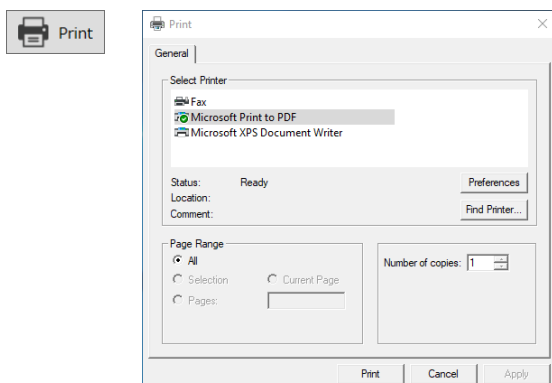 Print
Print
General
Select Printer
Fax
Microsoft Print to PDF
Microsoft XPS Document Writer
Status: Ready
Preferences
Location:
Comment:
Find Printer...
Page Range
All
Selection Current Page
Pages:
Number of copies: 1
Print Cancel Apply